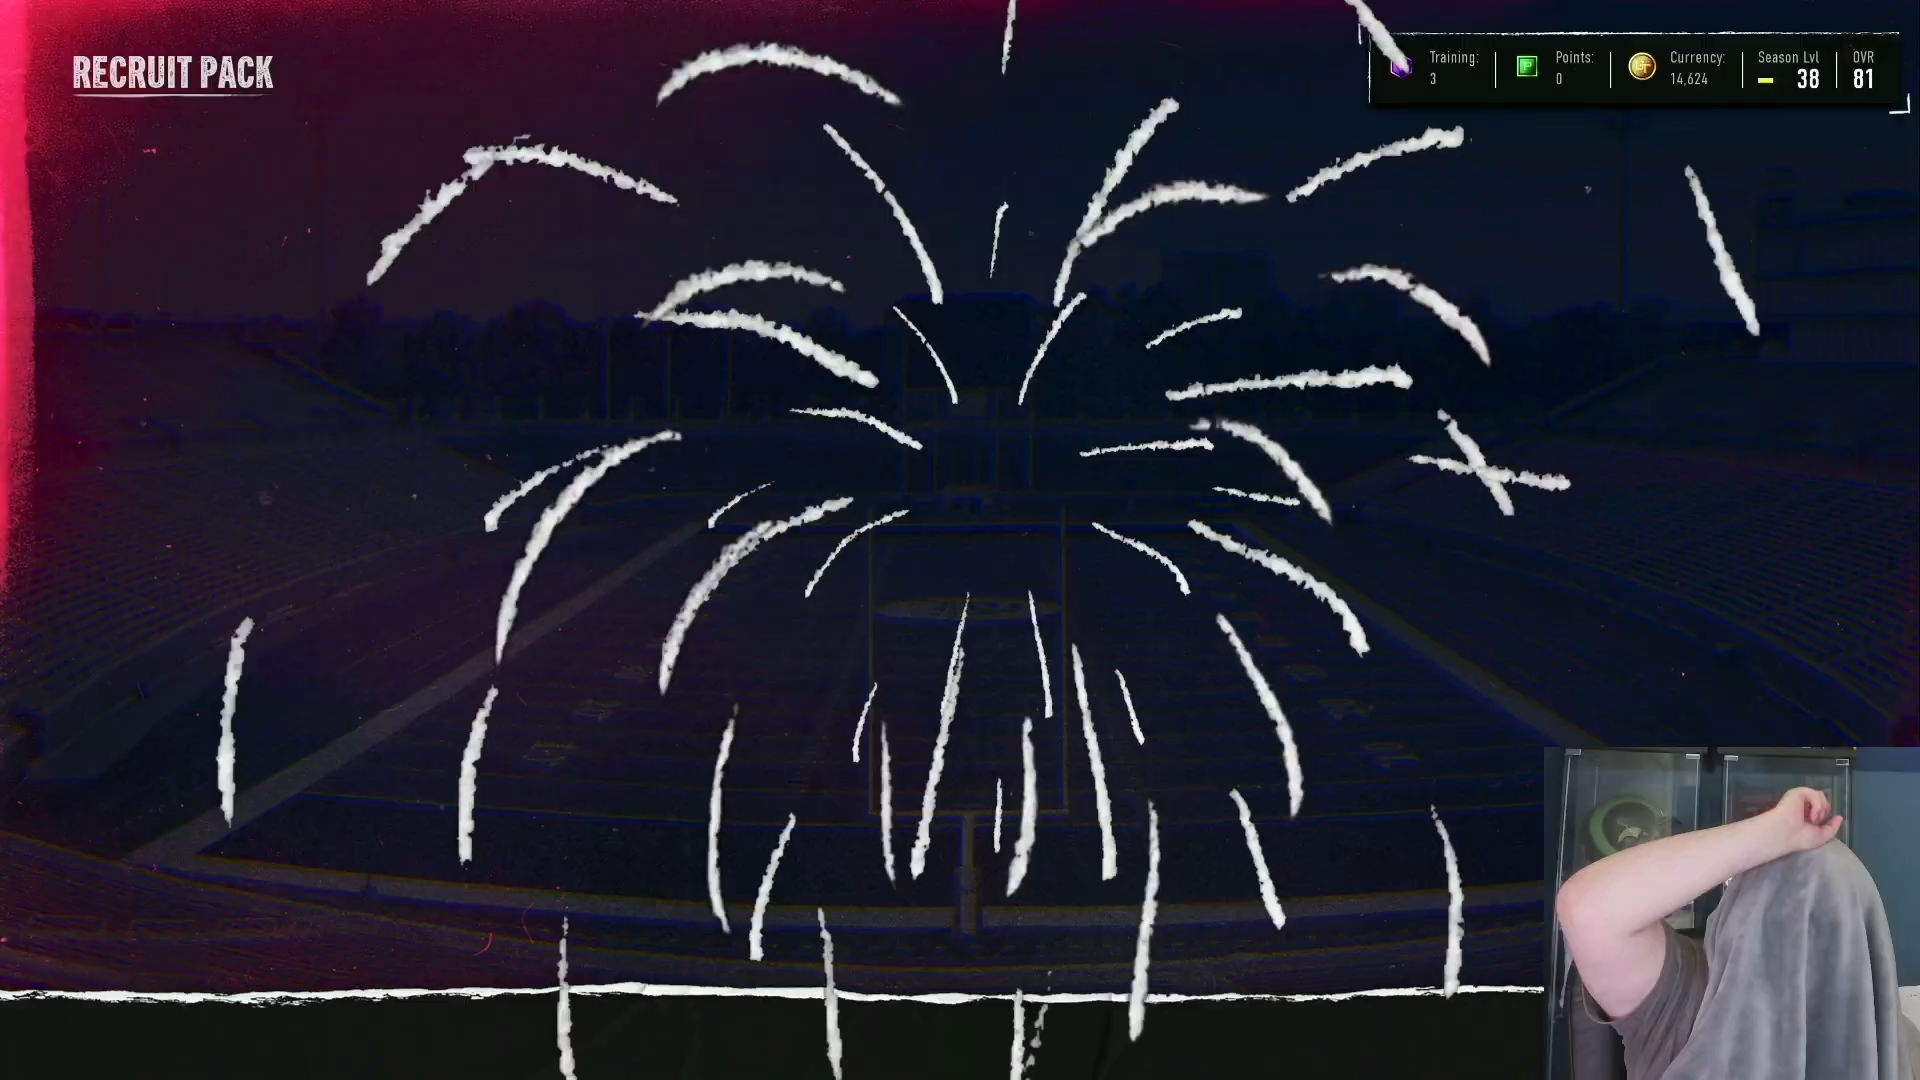 RECRUIT PACK
Training:
3
Points:
0
Currency:
14,624
Season Lvl
38
OVR
81